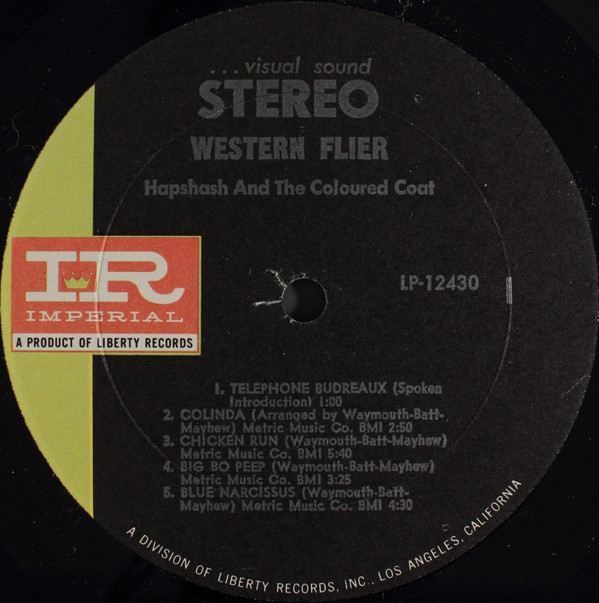 ...visual sound
STEREO
WESTERN FLIER
Hapshash And The Coloured Coat
IR
IMPERIAL
A PRODUCT OF LIBERTY RECORDS
LP-12430
1. TELEPHONE BUDREAUX (Spoken
Introduction) 1:00
2. COLINDA (Arranged by Waymouth-Batt-
Mayhew) Metric Music Co. BMI 2:50
3. CHICKEN RUN (Waymouth-Batt-Mayhew)
Metric Music Co. BMI 5:40
4. BIG BO PEEP (Waymouth-Batt-Mayhew)
Metric Music Co. BMI 3:25
5. BLUE NARCISSUS (Waymouth-Batt-
Mayhew) Metric Music Co. BMI 4:30
A DIVISION OF LIBERTY RECORDS, INC., LOS ANGELES, CALIFORNIA